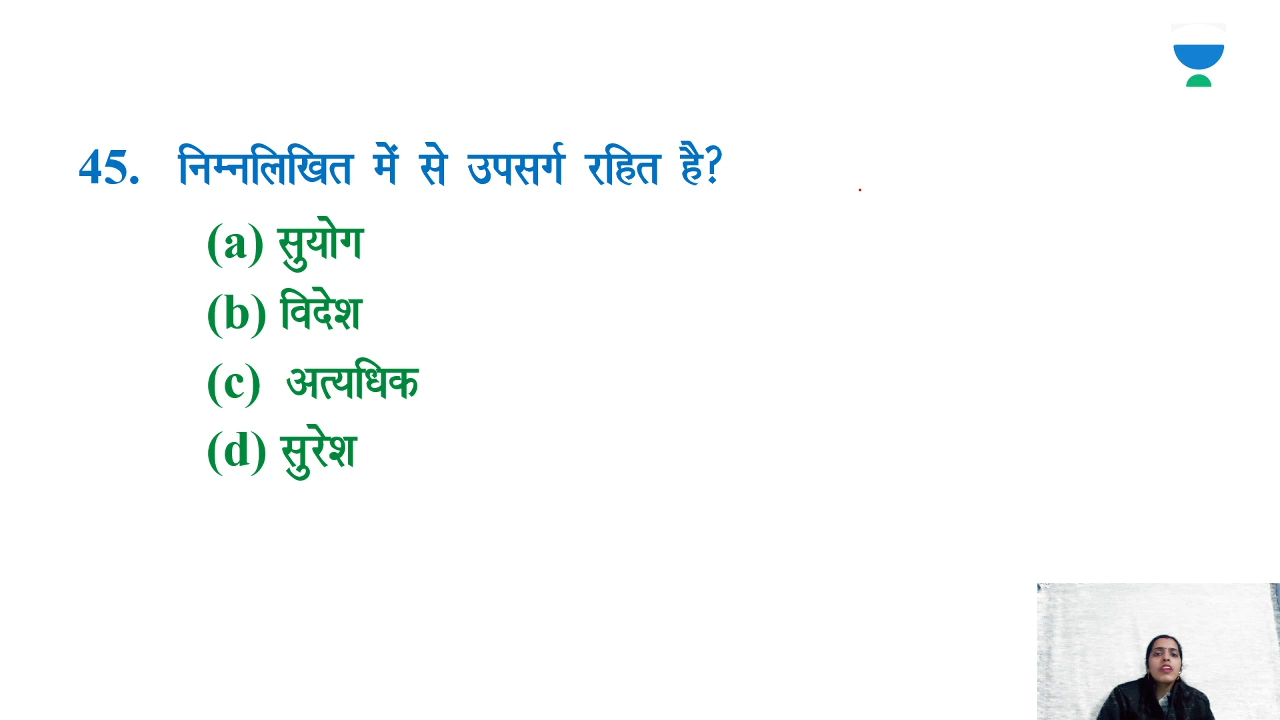 45. निम्नलिखित में से उपसर्ग रहित है?
(a) सुयोग
(b) विदेश
(c) अत्यधिक
(d) सुरेश